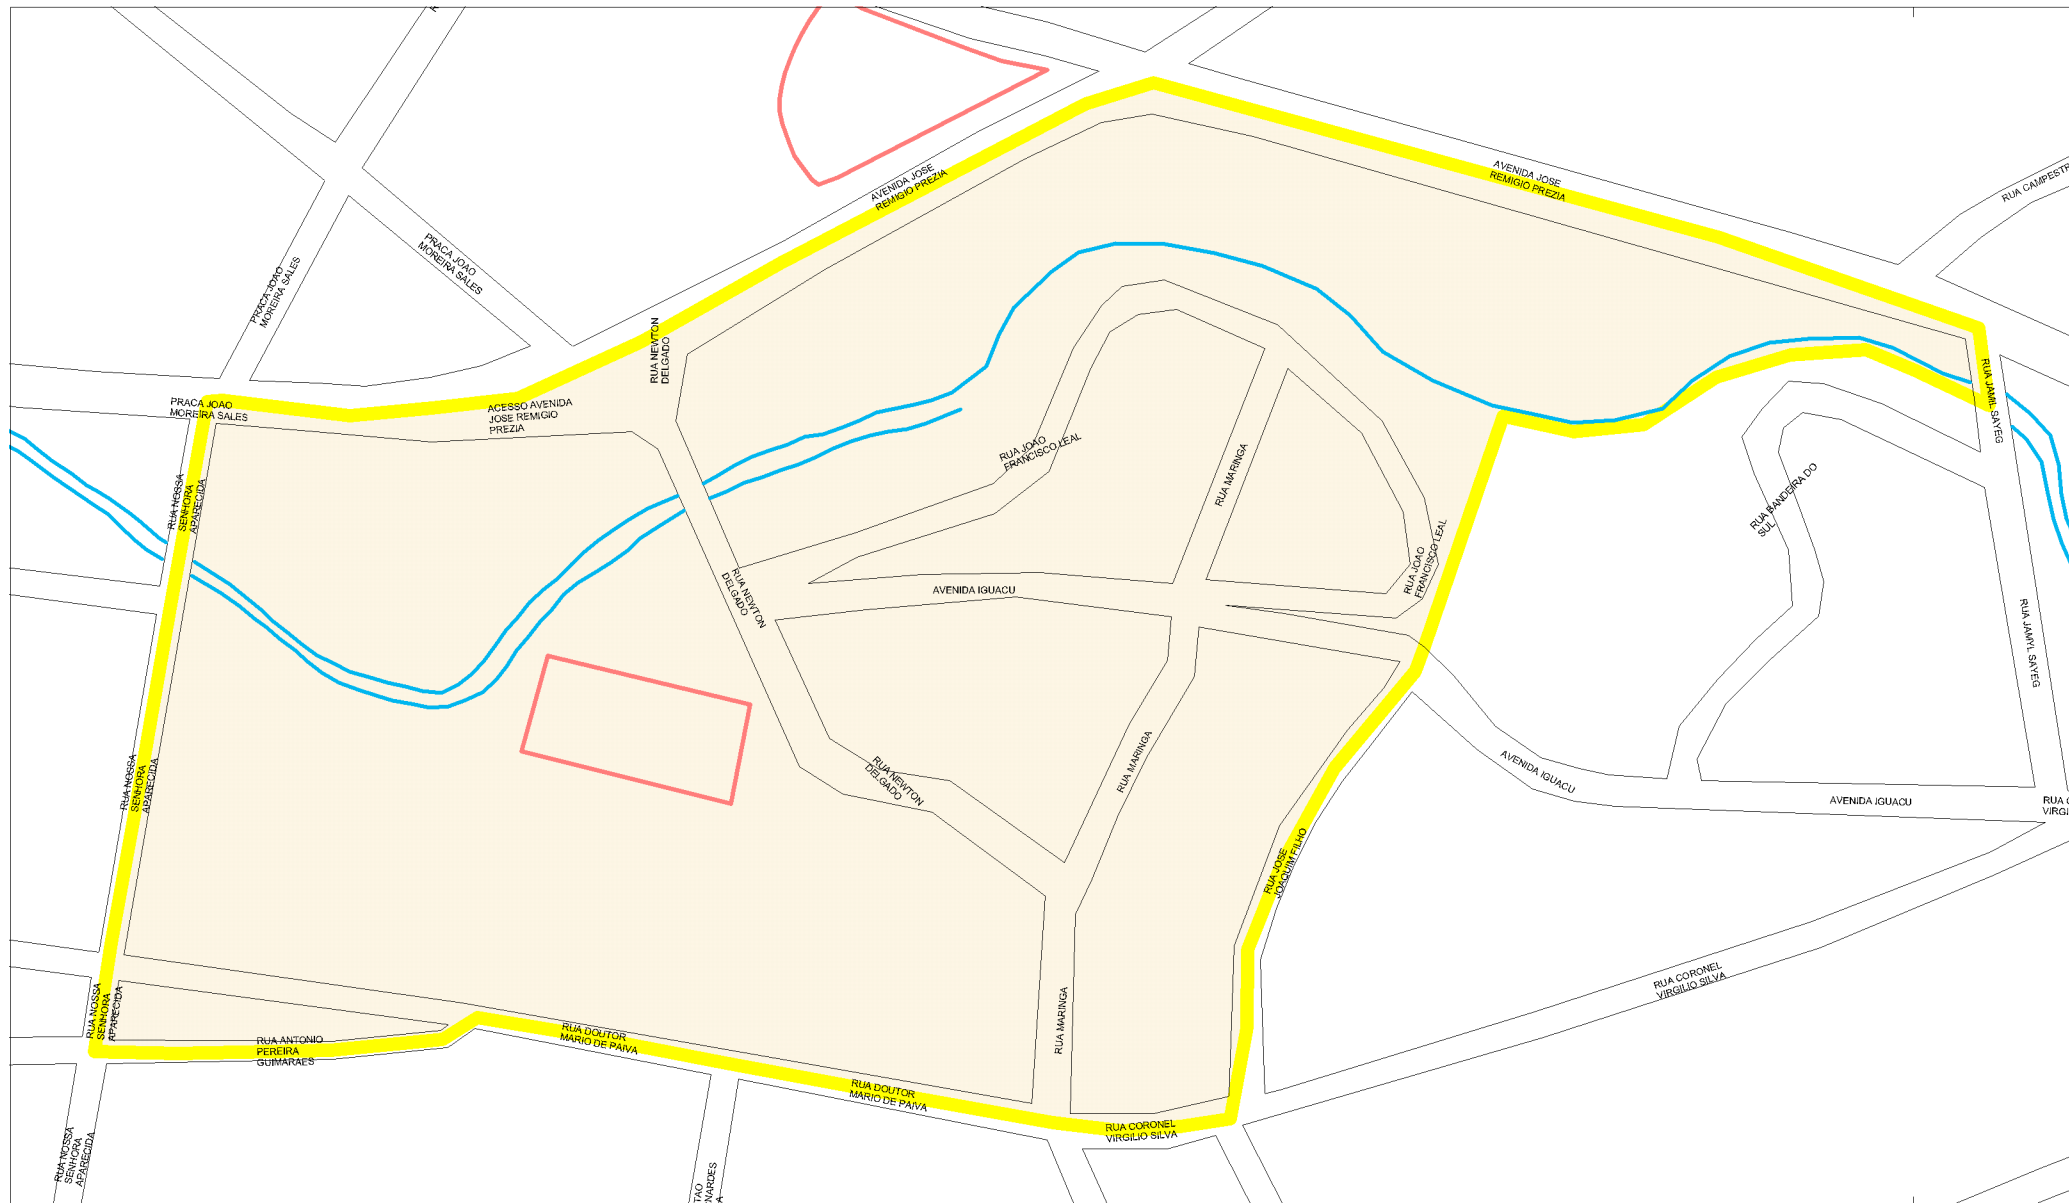 AVENIDA JOSE
REMIGIO PREZIA
AVENIDA JOSE
REMIGIO PREZIA
RUA CAMPESTR
PRACA JOAO
MOREIRA SALES
PRACA JOAO
MOREIRA SALES
RUA NEWTON
DELGADO
PRACA JOAO
MOREIRA SALES
ACESSO AVENIDA
JOSE REMIGIO
PREZIA
RUA JAMIL SAYEG
RUA JOAO
FRANCISCO LEAL
RUA MARINGA
RUA NOSSA
SENHORA
APARECIDA
RUA BANDEIRA DO
SUL
RUA JOAO
FRANCISCO LEAL
RUA NEWTON
DELGADO
AVENIDA IGUACU
RUA JAMYL SAYEG
RUA NOSSA
SENHORA
APARECIDA
RUA NEWTON
DELGADO
RUA MARINGA
AVENIDA IGUACU
AVENIDA IGUACU
RUA C
VIRGI
RUA JOSE
JOAQUIM FILHO
RUA CORONEL
VIRGILIO SILVA
RUA NOSSA
SENHORA
APARECIDA
RUA MARINGA
RUA ANTONIO
PEREIRA
GUIMARAES
RUA DOUTOR
MARIO DE PAIVA
RUA DOUTOR
MARIO DE PAIVA
RUA CORONEL
VIRGILIO SILVA
RUA NOSSA
SENHORA
APARECIDA
TAO
NARDES